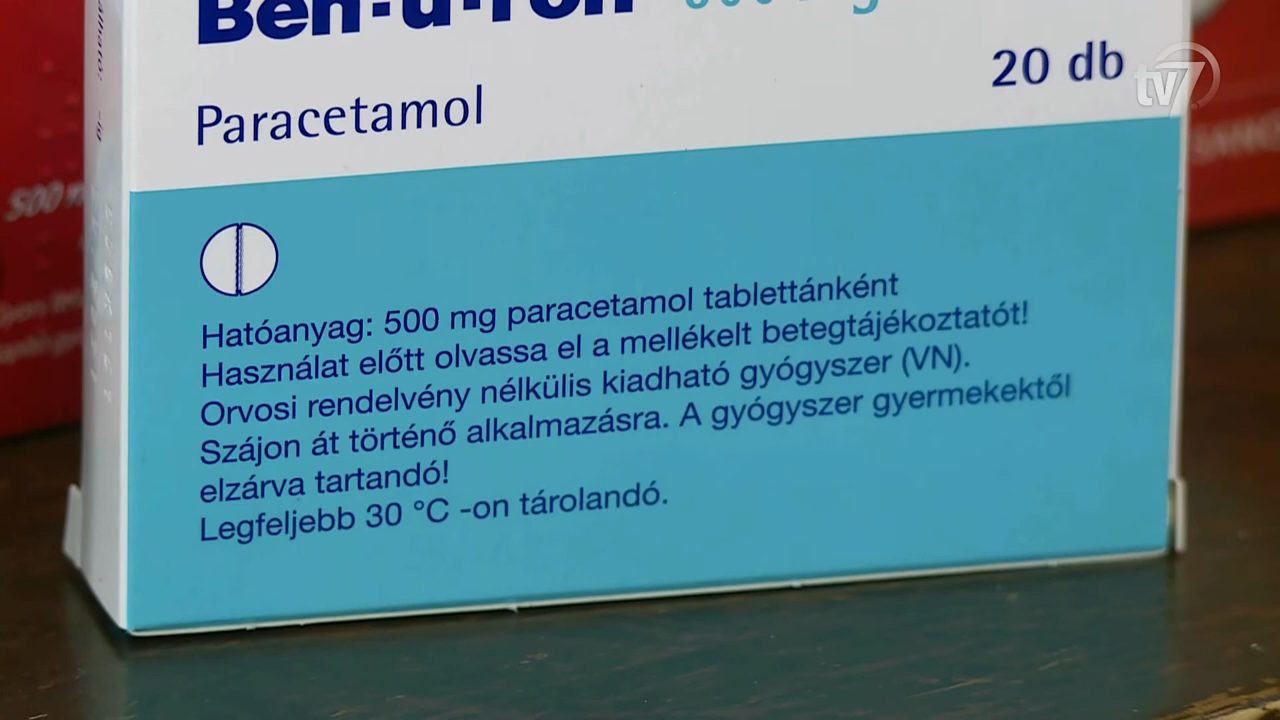 Ben-u-ron
20 db
tv7
Paracetamol
500
Hatóanyag: 500 mg paracetamol tablettánként
Használat előtt olvassa el a mellékelt betegtájékoztatót!
Orvosi rendelvény nélkülis kiadható gyógyszer (VN).
Szájon át történő alkalmazásra. A gyógyszer gyermekektől
elzárva tartandó!
Legfeljebb 30 °C -on tárolandó.